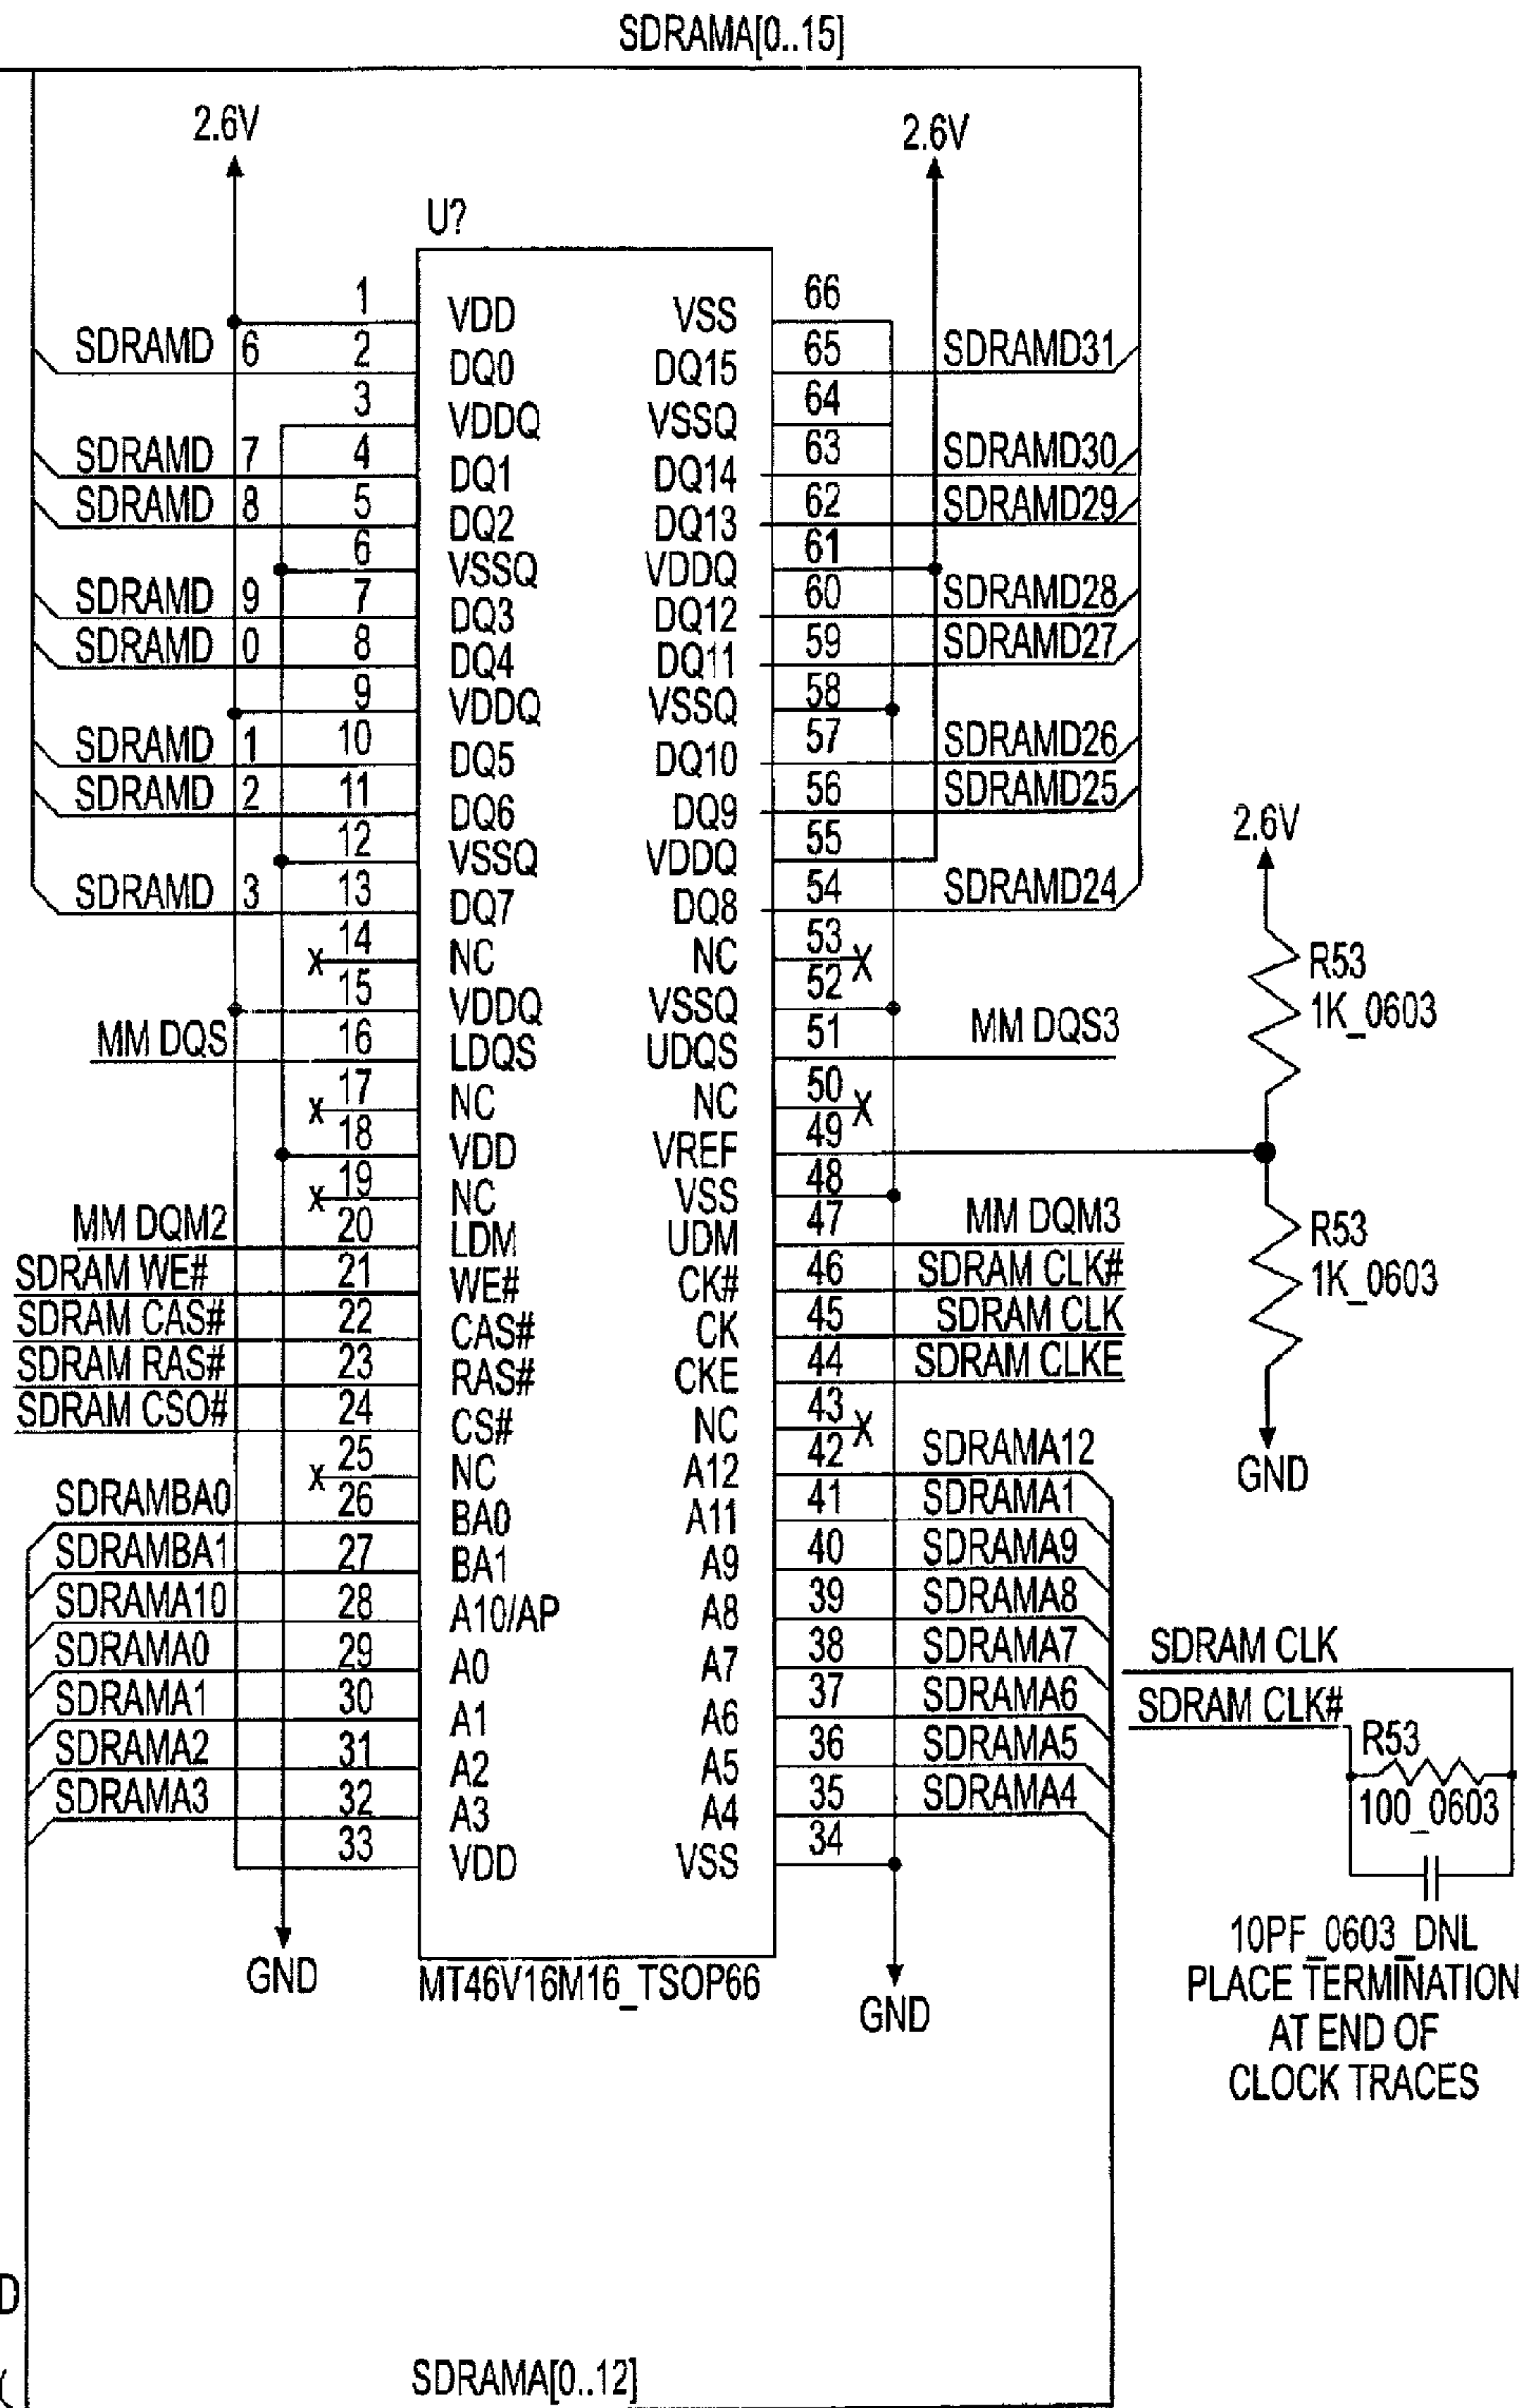 SDRAMA[0..15]
2.6V 2.6V
U?
1 VDD VSS 66
SDRAMD 6 2 DQ0 DQ15 65 SDRAMD31
3 VDDQ VSSQ 64
SDRAMD 7 4 DQ1 DQ14 63 SDRAMD30
SDRAMD 8 5 DQ2 DQ13 62 SDRAMD29
6 VSSQ VDDQ 61
SDRAMD 9 7 DQ3 DQ12 60 SDRAMD28
SDRAMD 0 8 DQ4 DQ11 59 SDRAMD27
9 VDDQ VSSQ 58
SDRAMD 1 10 DQ5 DQ10 57 SDRAMD26
SDRAMD 2 11 DQ6 DQ9 56 SDRAMD25
12 VSSQ VDDQ 55
SDRAMD 3 13 DQ7 DQ8 54 SDRAMD24
X 14 NC NC 53 X
15 VDDQ VSSQ 52
MM DQS 16 LDQS UDQS 51 MM DQS3
X 17 NC NC 50 X
18 VDD VREF 49
X 19 NC VSS 48
MM DQM2 20 LDM UDM 47 MM DQM3
SDRAM WE# 21 WE# CK# 46 SDRAM CLK#
SDRAM CAS# 22 CAS# CK 45 SDRAM CLK
SDRAM RAS# 23 RAS# CKE 44 SDRAM CLKE
SDRAM CSO# 24 CS# NC 43 X
X 25 NC A12 42 SDRAMA12
SDRAMBA0 26 BA0 A11 41 SDRAMA1
SDRAMBA1 27 BA1 A9 40 SDRAMA9
SDRAMA10 28 A10/AP A8 39 SDRAMA8
SDRAMA0 29 A0 A7 38 SDRAMA7
SDRAMA1 30 A1 A6 37 SDRAMA6
SDRAMA2 31 A2 A5 36 SDRAMA5
SDRAMA3 32 A3 A4 35 SDRAMA4
33 VDD VSS 34
GND
MT46V16M16_TSOP66
GND
2.6V
R53
1K_0603
R53
1K_0603
GND
SDRAM CLK
SDRAM CLK#
R53
100_0603
10PF_0603_DNL
PLACE TERMINATION
AT END OF
CLOCK TRACES
D
SDRAMA[0..12]